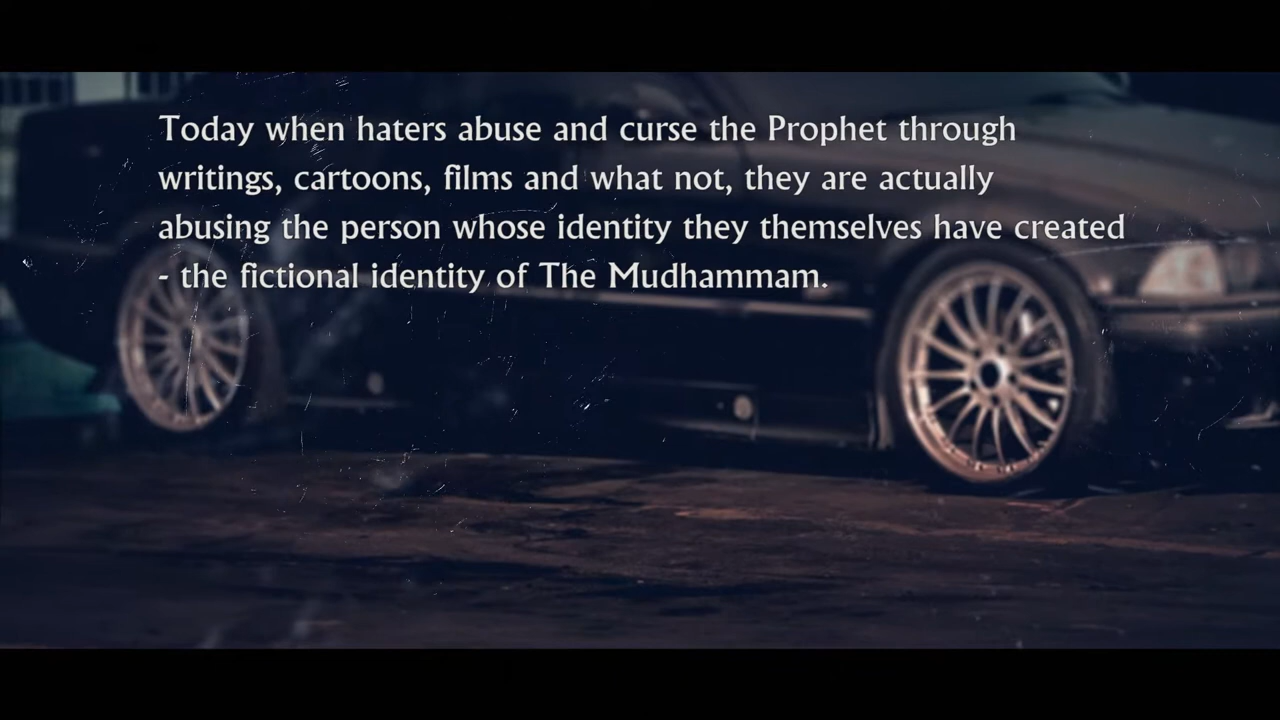 Today when haters abuse and curse the Prophet through
writings, cartoons, films and what not, they are actually
abusing the person whose identity they themselves have created
- the fictional identity of The Mudhammam.